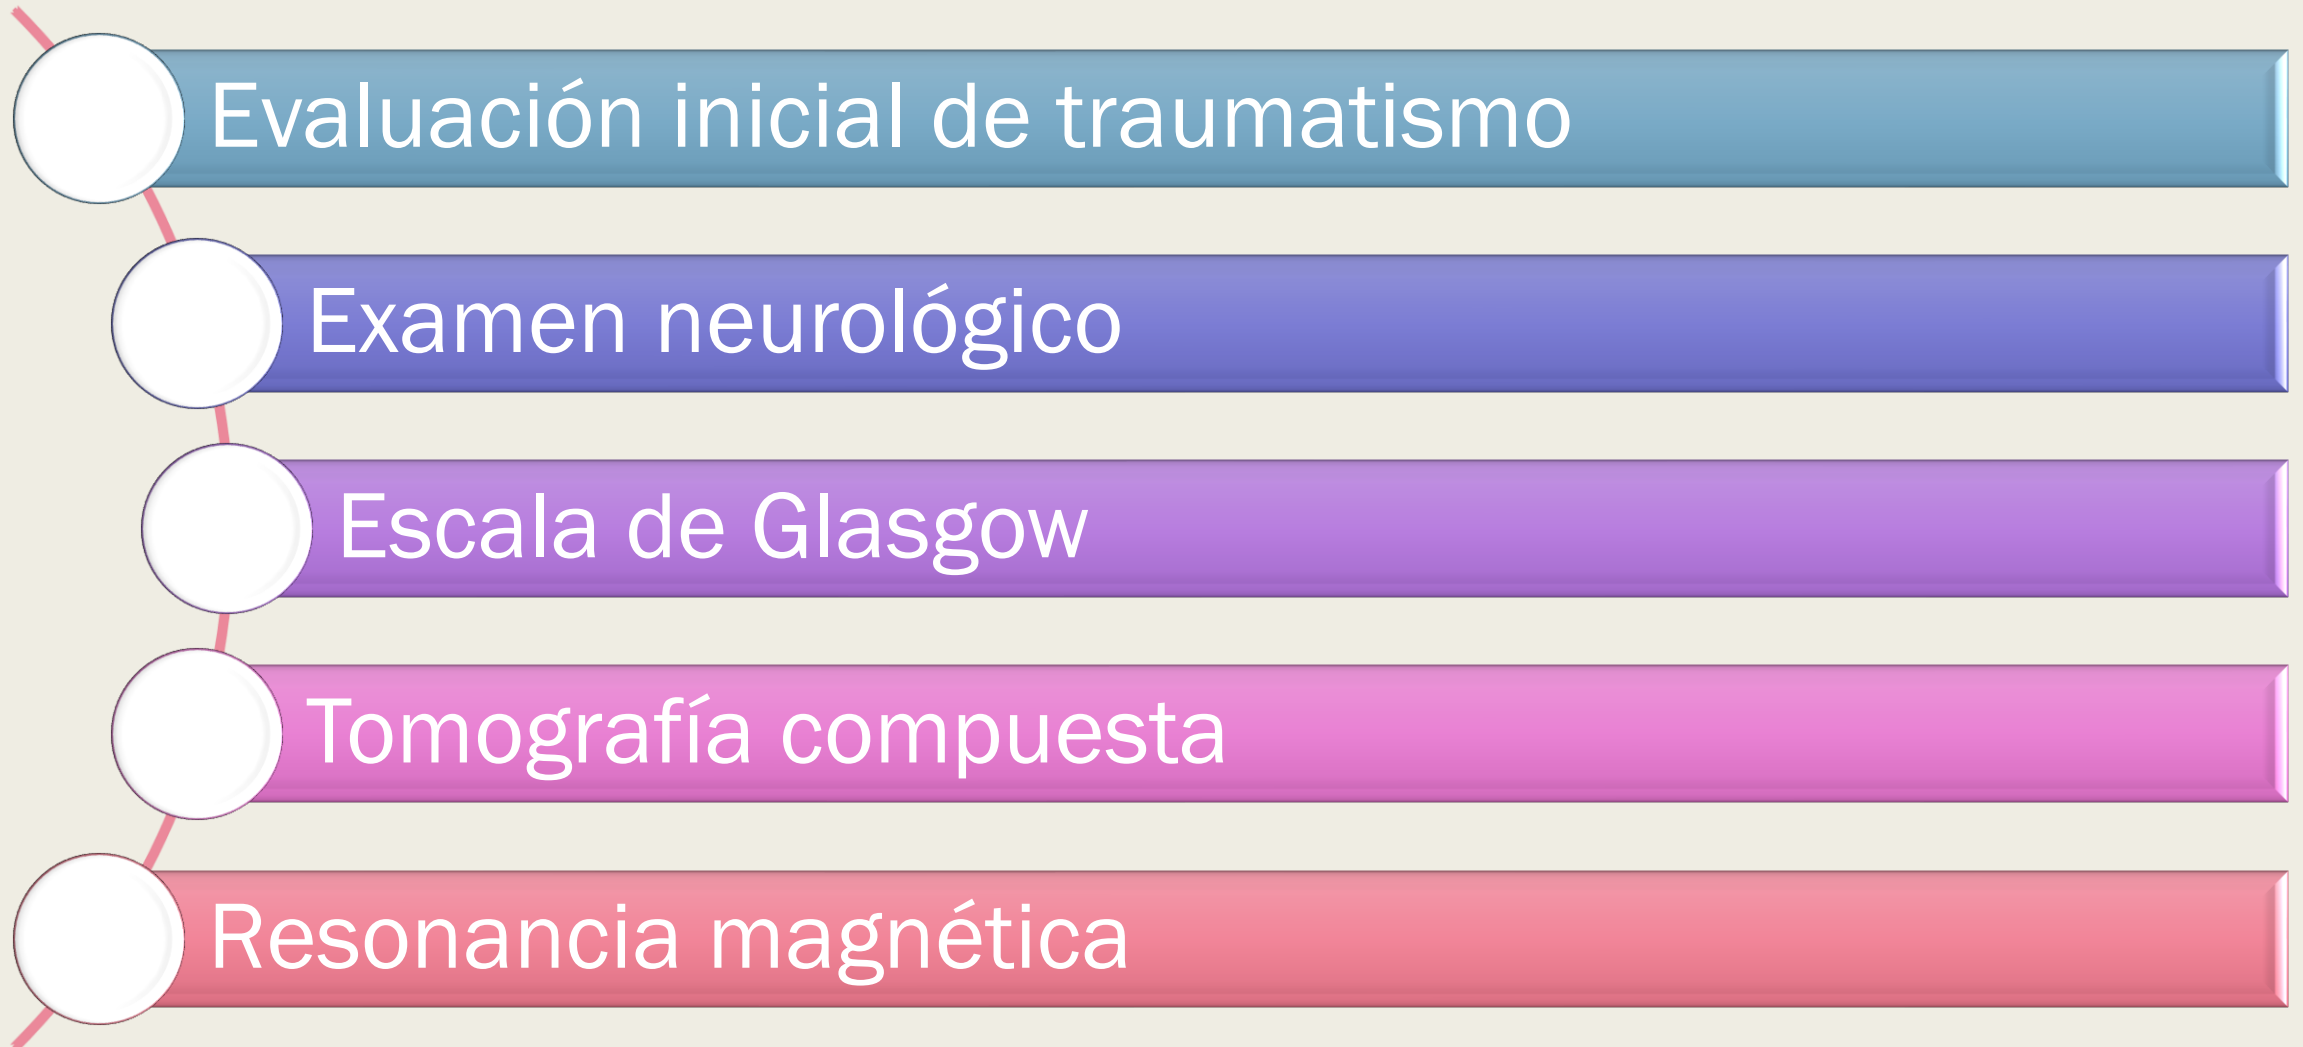 Evaluación inicial de traumatismo
Examen neurológico
Escala de Glasgow
Tomografía compuesta
Resonancia magnética